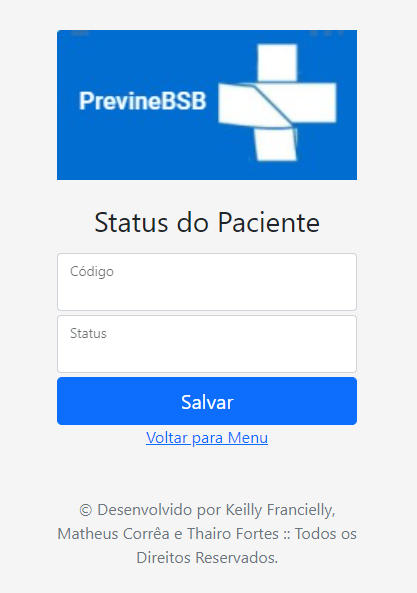 PrevineBSB
Status do Paciente
Código
Status
Salvar
Voltar para Menu
© Desenvolvido por Keilly Francielly,
Matheus Corrêa e Thairo Fortes :: Todos os
Direitos Reservados.